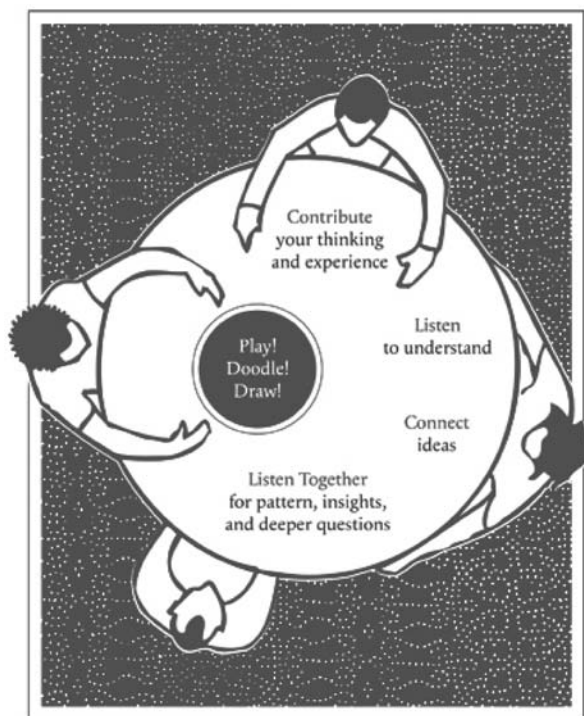 Contribute
your thinking
and experience
Listen
to understand
Play!
Doodle!
Draw!
Connect
ideas
Listen Together
for pattern, insights,
and deeper questions